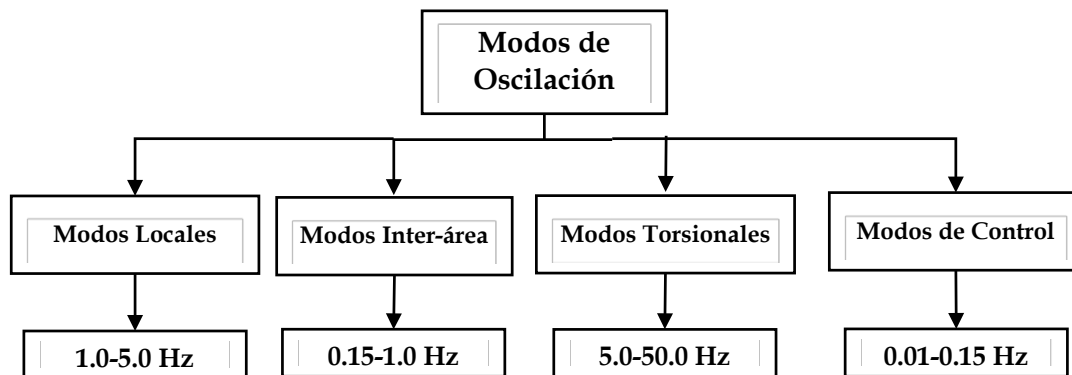 Modos de
Oscilación
Modos Locales
Modos Inter-área
Modos Torsionales
Modos de Control
1.0-5.0 Hz
0.15-1.0 Hz
5.0-50.0 Hz
0.01-0.15 Hz